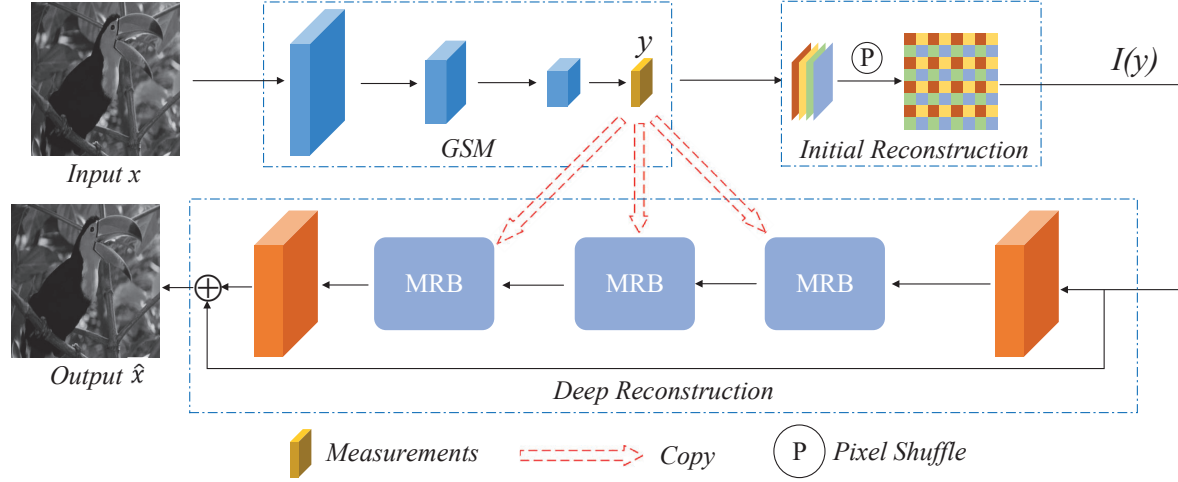 Input x
y
GSM
P
Initial Reconstruction
I(y)
Output x̂
MRB
MRB
MRB
Deep Reconstruction
Measurements
Copy
P
Pixel Shuffle